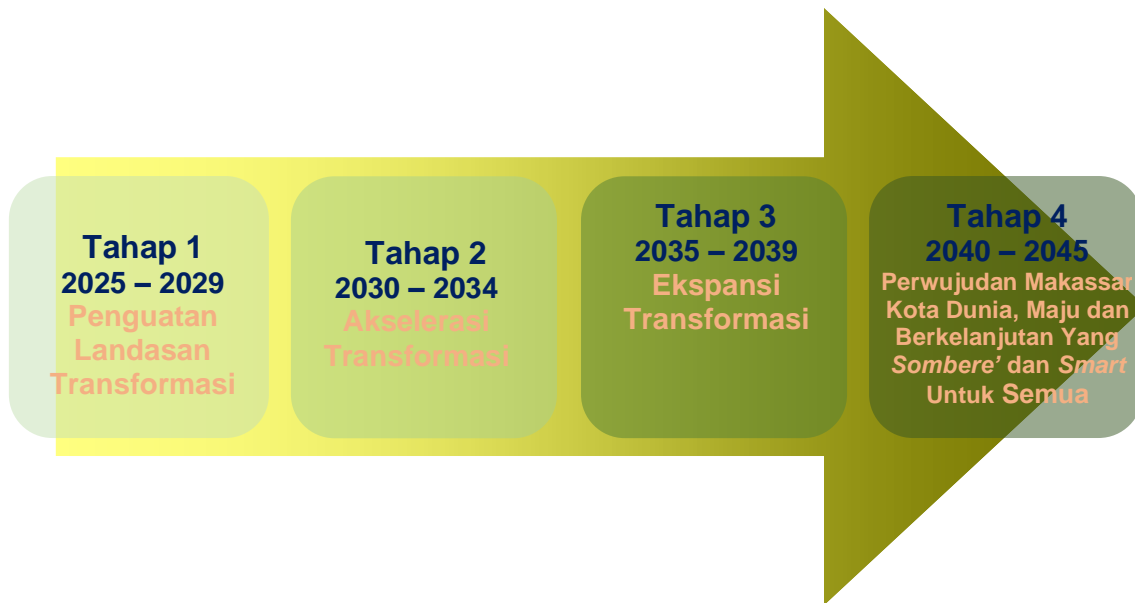 Tahap 1
2025 – 2029
Penguatan
Landasan
Transformasi
Tahap 2
2030 – 2034
Akselerasi
Transformasi
Tahap 3
2035 – 2039
Ekspansi
Transformasi
Tahap 4
2040 – 2045
Perwujudan Makassar
Kota Dunia, Maju dan
Berkelanjutan Yang
Sombere’ dan Smart
Untuk Semua